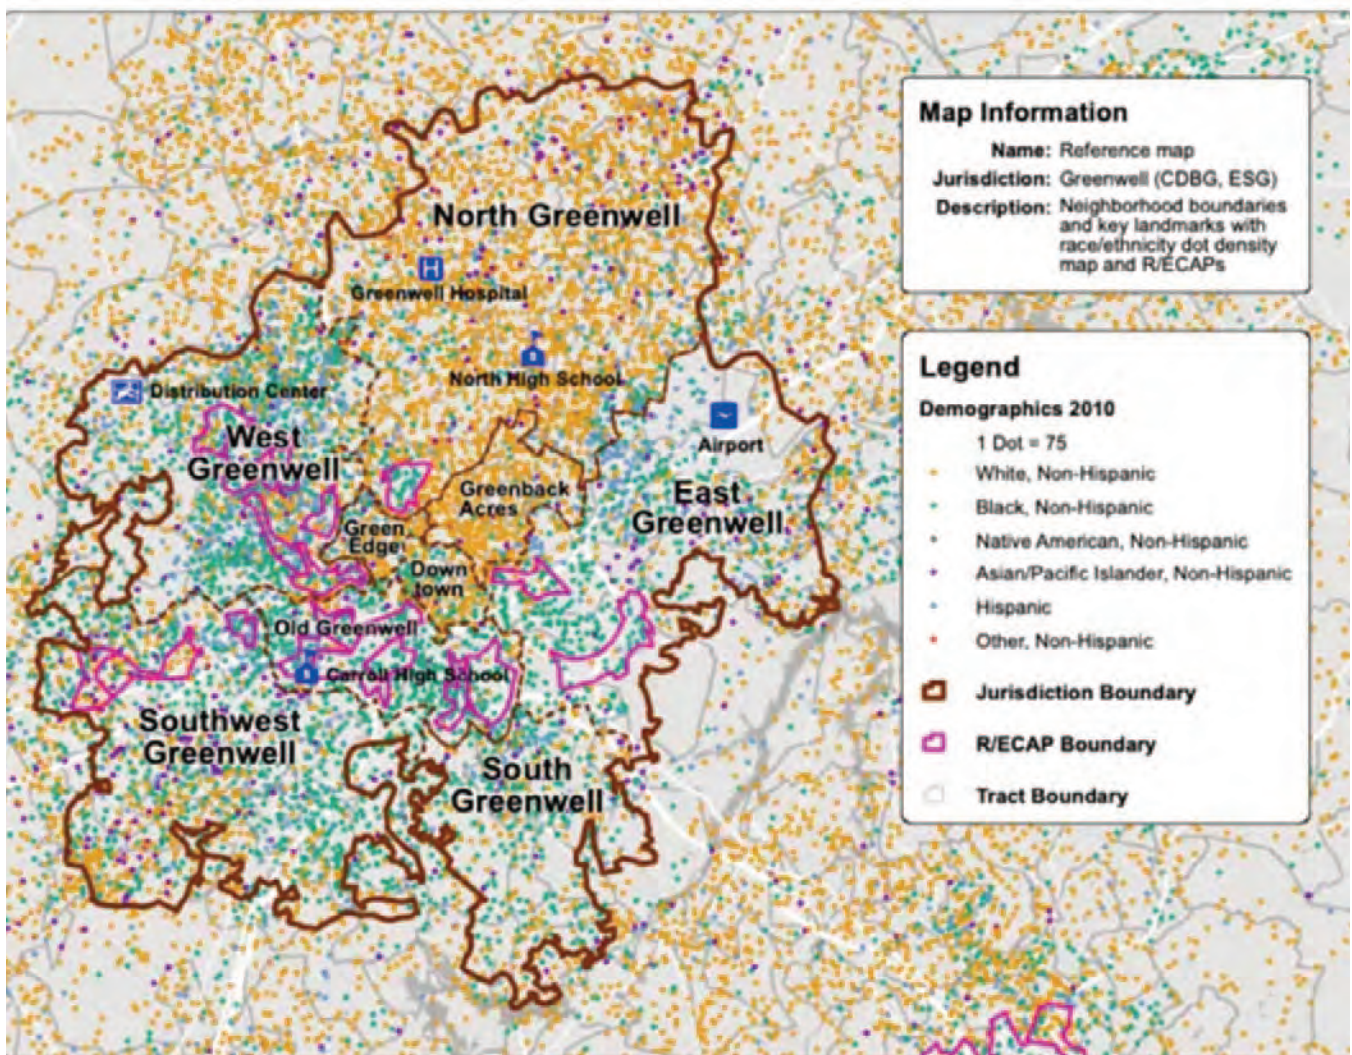 Map Information
Name: Reference map
Jurisdiction: Greenwell (CDBG, ESG)
Description: Neighborhood boundaries
and key landmarks with
race/ethnicity dot density
map and R/ECAPs
North Greenwell
H
Greenwell Hospital
North High School
Distribution Center
West
Greenwell
Airport
East
Greenwell
Greenback
Acres
Green
Edge
Down
town
Old Greenwell
Carroll High School
Southwest
Greenwell
South
Greenwell
Legend
Demographics 2010
1 Dot = 75
White, Non-Hispanic
Black, Non-Hispanic
Native American, Non-Hispanic
Asian/Pacific Islander, Non-Hispanic
Hispanic
Other, Non-Hispanic
Jurisdiction Boundary
R/ECAP Boundary
Tract Boundary